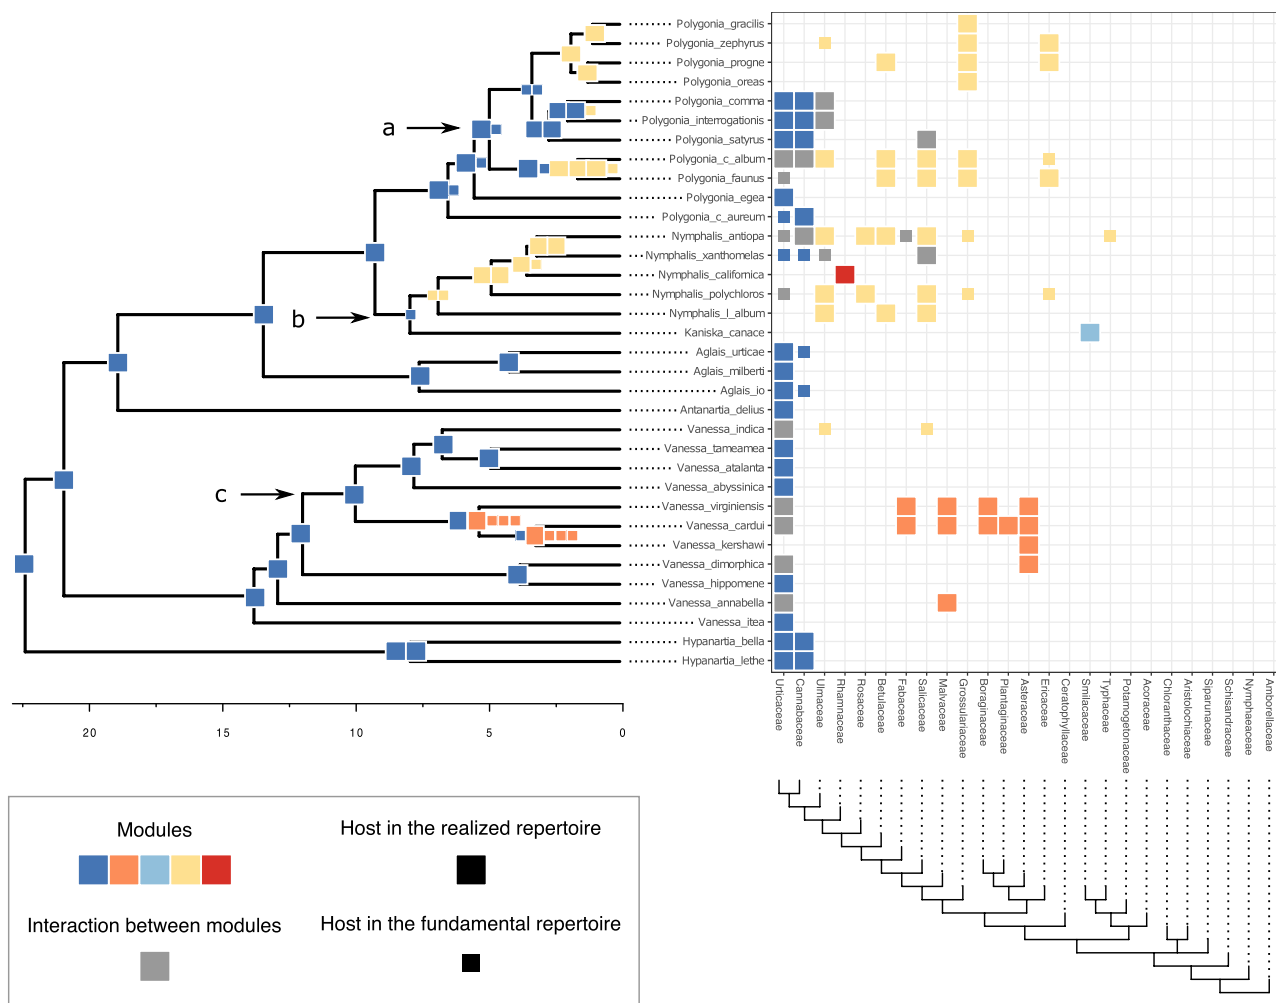 Polygonia_gracilis
Polygonia_zephyrus
Polygonia_progne
Polygonia_oreas
Polygonia_comma
Polygonia_interrogationis
Polygonia_satyrus
Polygonia_c_album
Polygonia_faunus
Polygonia_egea
Polygonia_c_aureum
Nymphalis_antiopa
Nymphalis_xanthomelas
Nymphalis_californica
Nymphalis_polychloros
Nymphalis_l_album
Kaniska_canace
Aglais_urticae
Aglais_milberti
Aglais_io
Antanartia_delius
Vanessa_indica
Vanessa_tameamea
Vanessa_atalanta
Vanessa_abyssinica
Vanessa_virginiensis
Vanessa_cardui
Vanessa_kershawi
Vanessa_dimorphica
Vanessa_hippomene
Vanessa_annabella
Vanessa_itea
Hypanartia_bella
Hypanartia_lethe
a
b
c
20 15 10 5 0
Urticaceae
Cannabaceae
Ulmaceae
Rhamnaceae
Rosaceae
Betulaceae
Fabaceae
Salicaceae
Malvaceae
Grossulariaceae
Boraginaceae
Plantaginaceae
Asteraceae
Ericaceae
Ceratophyllaceae
Smilacaceae
Typhaceae
Potamogetonaceae
Acoraceae
Chloranthaceae
Aristolochiaceae
Siparunaceae
Schisandraceae
Nymphaeaceae
Amborellaceae
Modules
Host in the realized repertoire
Interaction between modules
Host in the fundamental repertoire